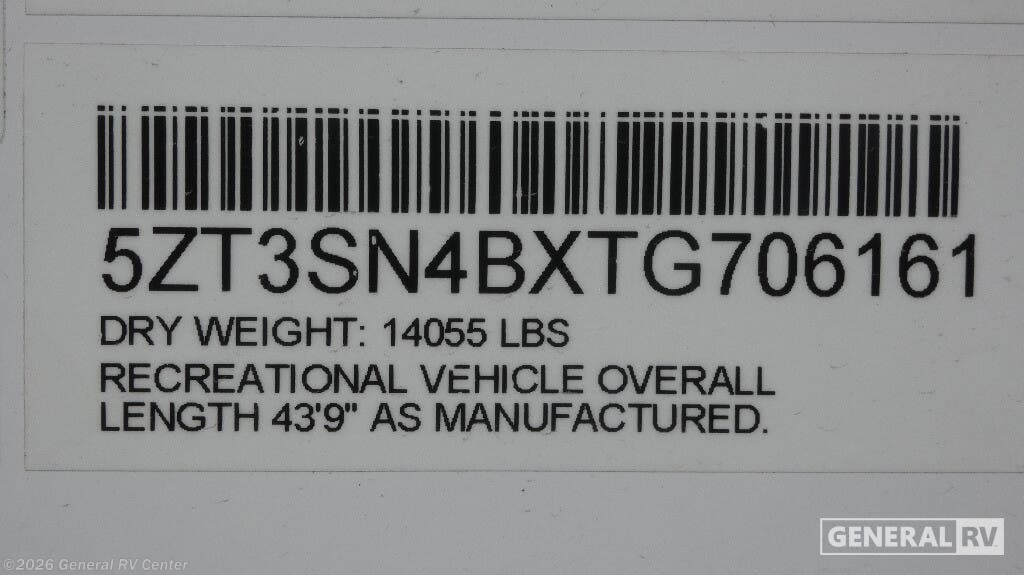 5ZT3SN4BXTG706161
DRY WEIGHT: 14055 LBS
RECREATIONAL VEHICLE OVERALL
LENGTH 43'9" AS MANUFACTURED.
GENERAL RV
©2026 General RV Center